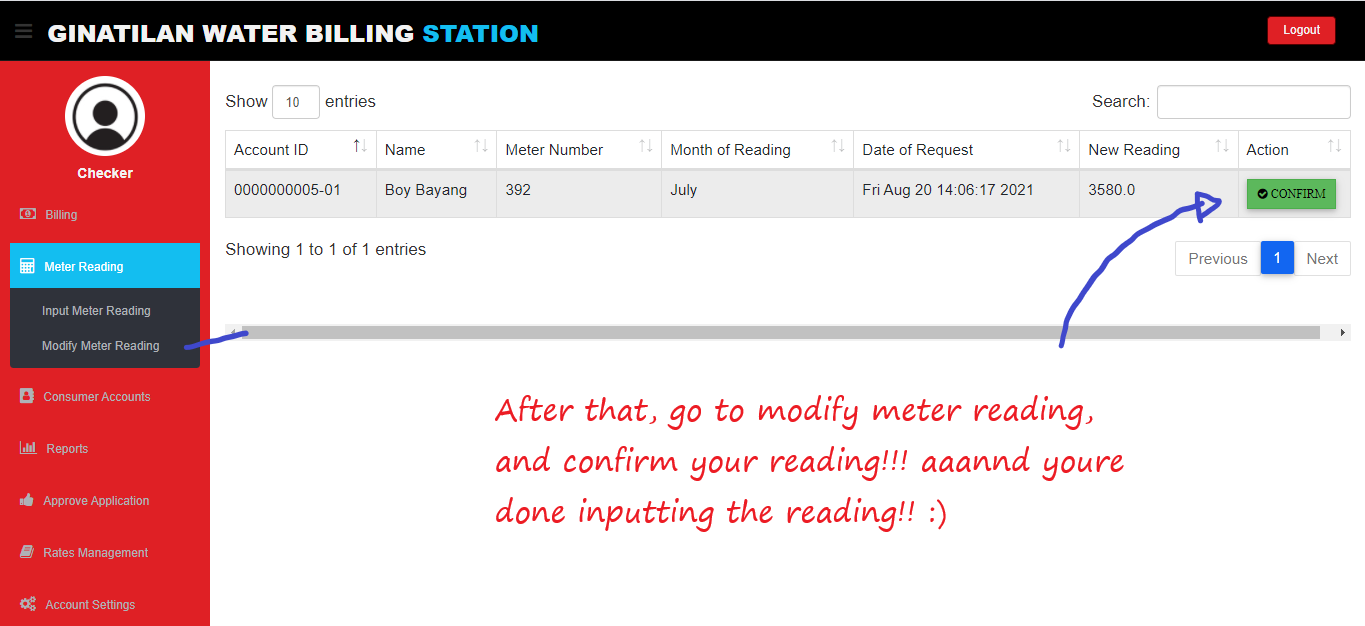 GINATILAN WATER BILLING STATION
Logout
Checker
Billing
Meter Reading
Input Meter Reading
Modify Meter Reading
Consumer Accounts
Reports
Approve Application
Rates Management
Account Settings
Show 10 entries
Search:
Account ID Name Meter Number Month of Reading Date of Request New Reading Action
0000000005-01 Boy Bayang 392 July Fri Aug 20 14:06:17 2021 3580.0 CONFIRM
Showing 1 to 1 of 1 entries
Previous 1 Next
After that, go to modify meter reading,
and confirm your reading!!! aaannd youre
done inputting the reading!! :)